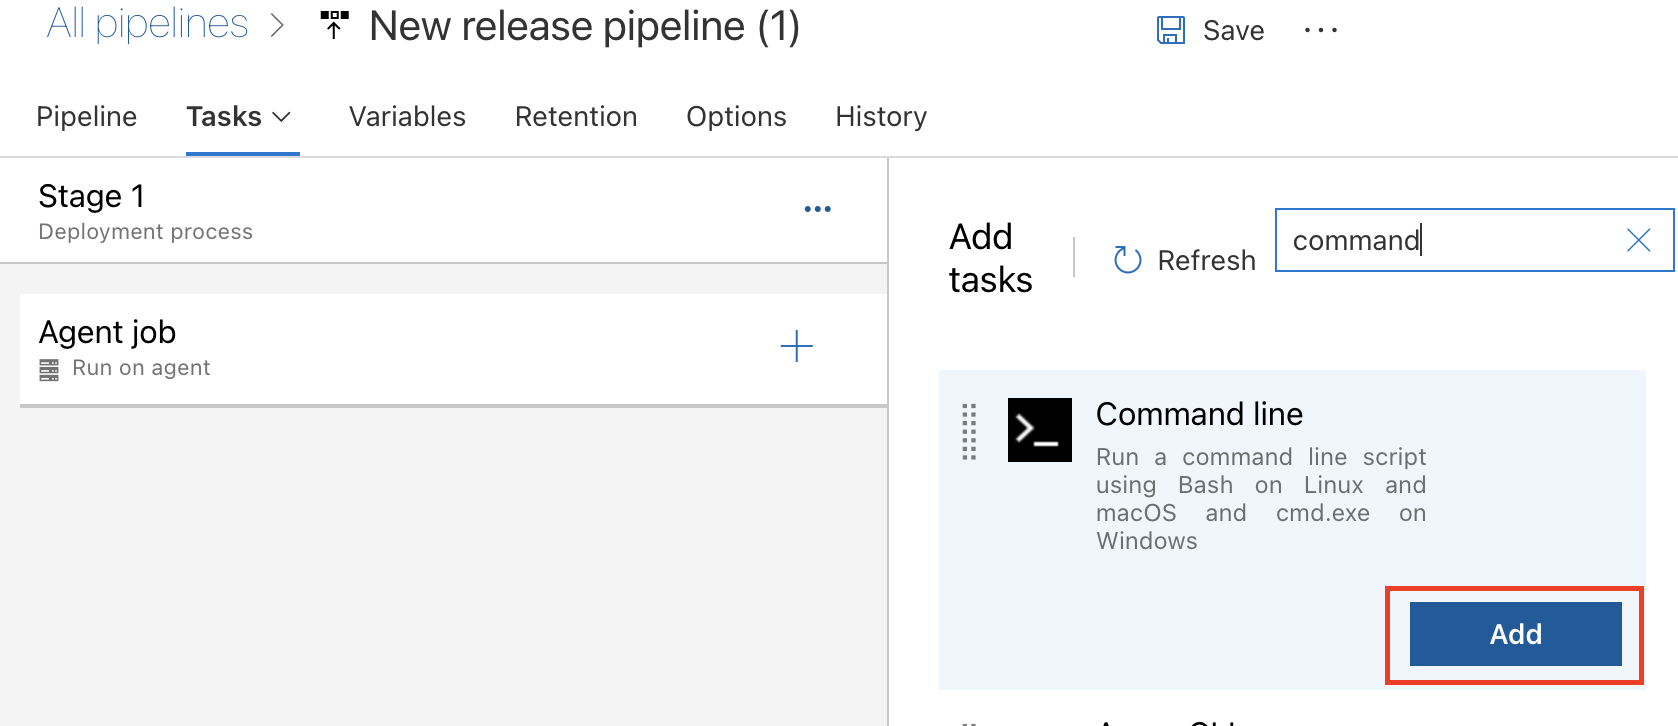 All pipelines > New release pipeline (1)
Save ...
Pipeline Tasks Variables Retention Options History
Stage 1
Deployment process
Agent job
Run on agent
Add
tasks
Refresh
command
Command line
Run a command line script
using Bash on Linux and
macOS and cmd.exe on
Windows
Add